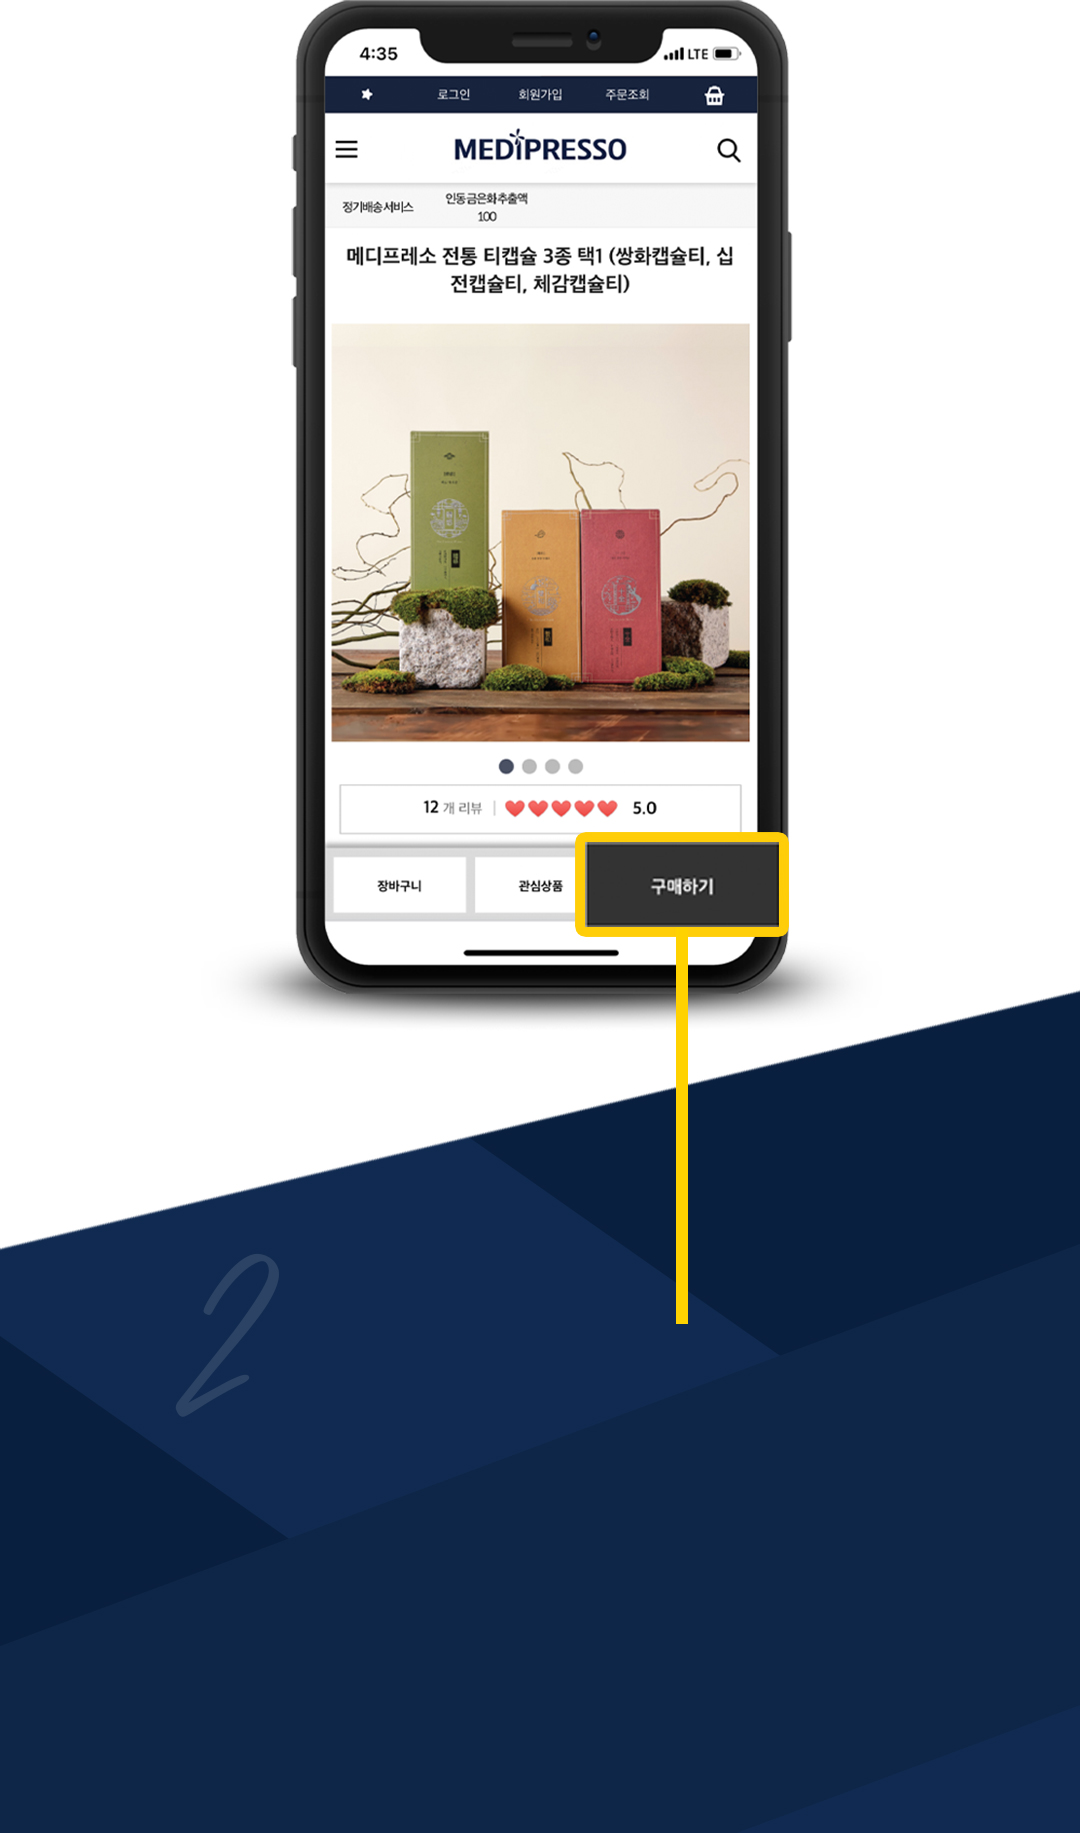 4:35
LTE
로그인
회원가입
주문조회
MEDIPRESSO
정기배송서비스
인동금은화추출액
100
메디프레소 전통 티캡슐 3종 택1 (쌍화캡슐티, 십
전캡슐티, 체감캡슐티)
12 개 리뷰
5.0
장바구니
관심상품
구매하기
2